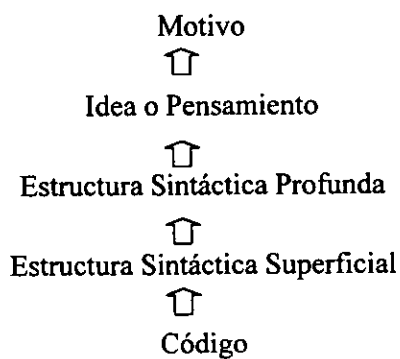 Motivo
Idea o Pensamiento
Estructura Sintáctica Profunda
Estructura Sintáctica Superficial
Código